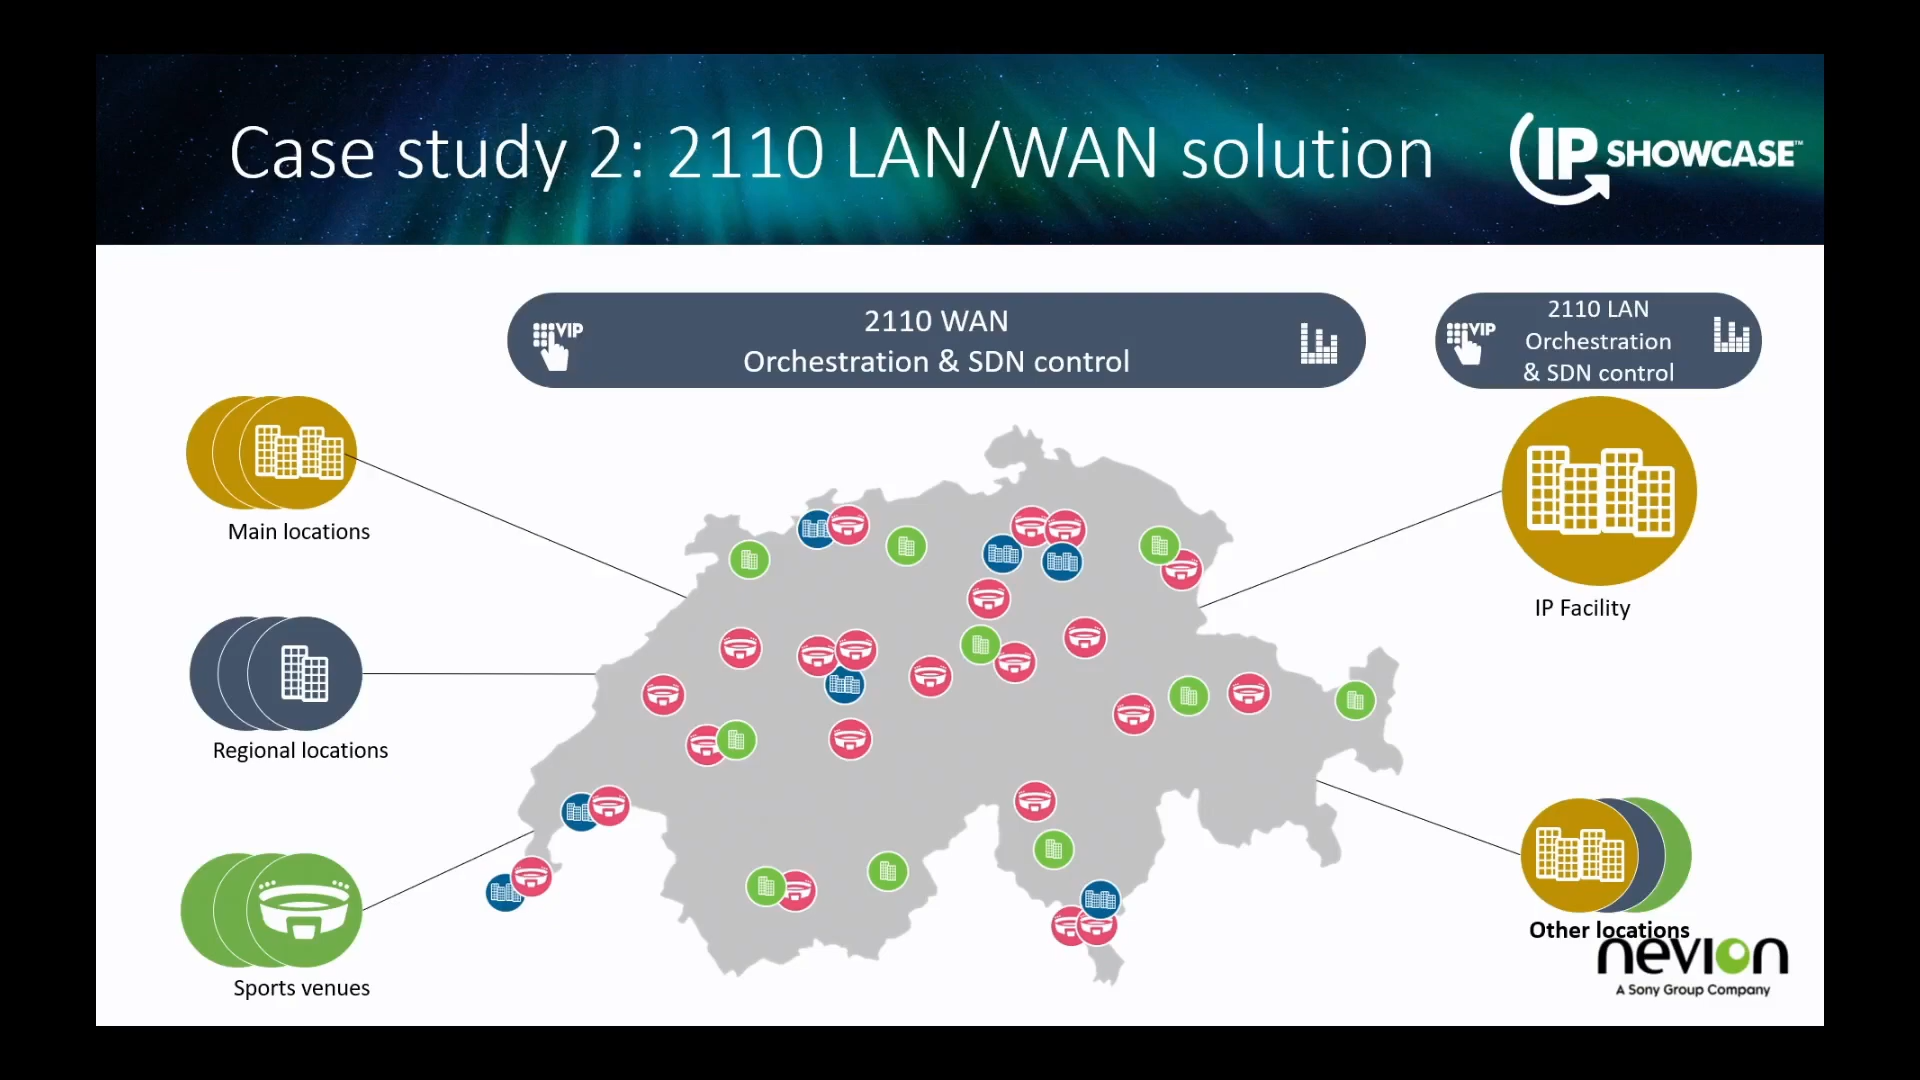 Case study 2: 2110 LAN/WAN solution
IP SHOWCASE™
VIP
2110 WAN
Orchestration & SDN control
VIP
2110 LAN
Orchestration
& SDN control
Main locations
IP Facility
Regional locations
Other locations
nevion
A Sony Group Company
Sports venues